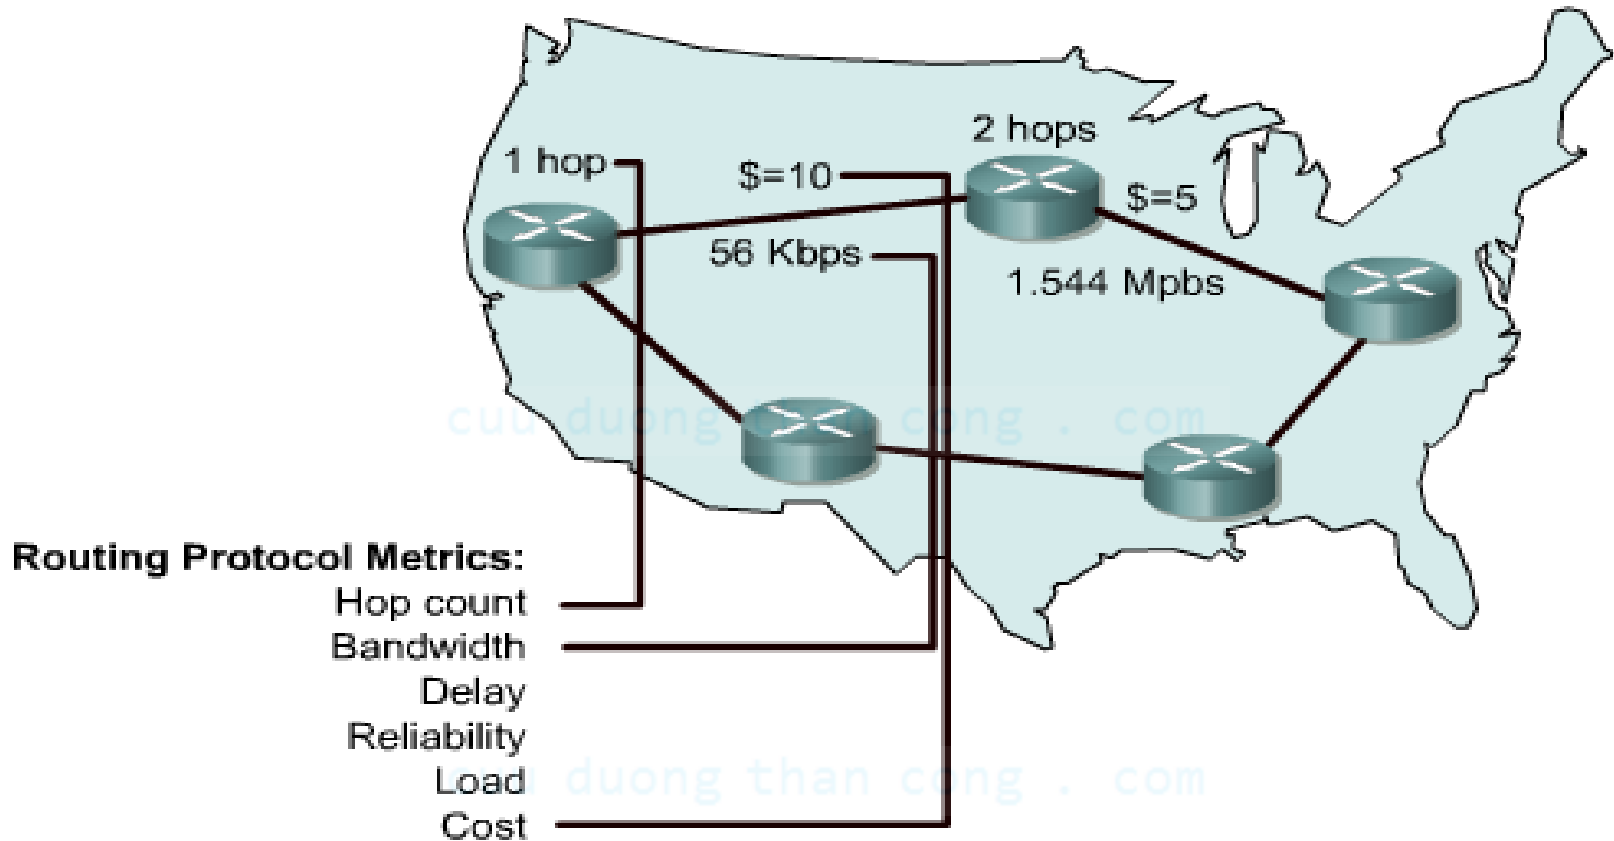 2 hops
1 hop
$=10
$=5
56 Kbps
1.544 Mpbs
cuu duong than cong . com
Routing Protocol Metrics:
Hop count
Bandwidth
Delay
Reliability
Load
cuu duong than cong . com
Cost